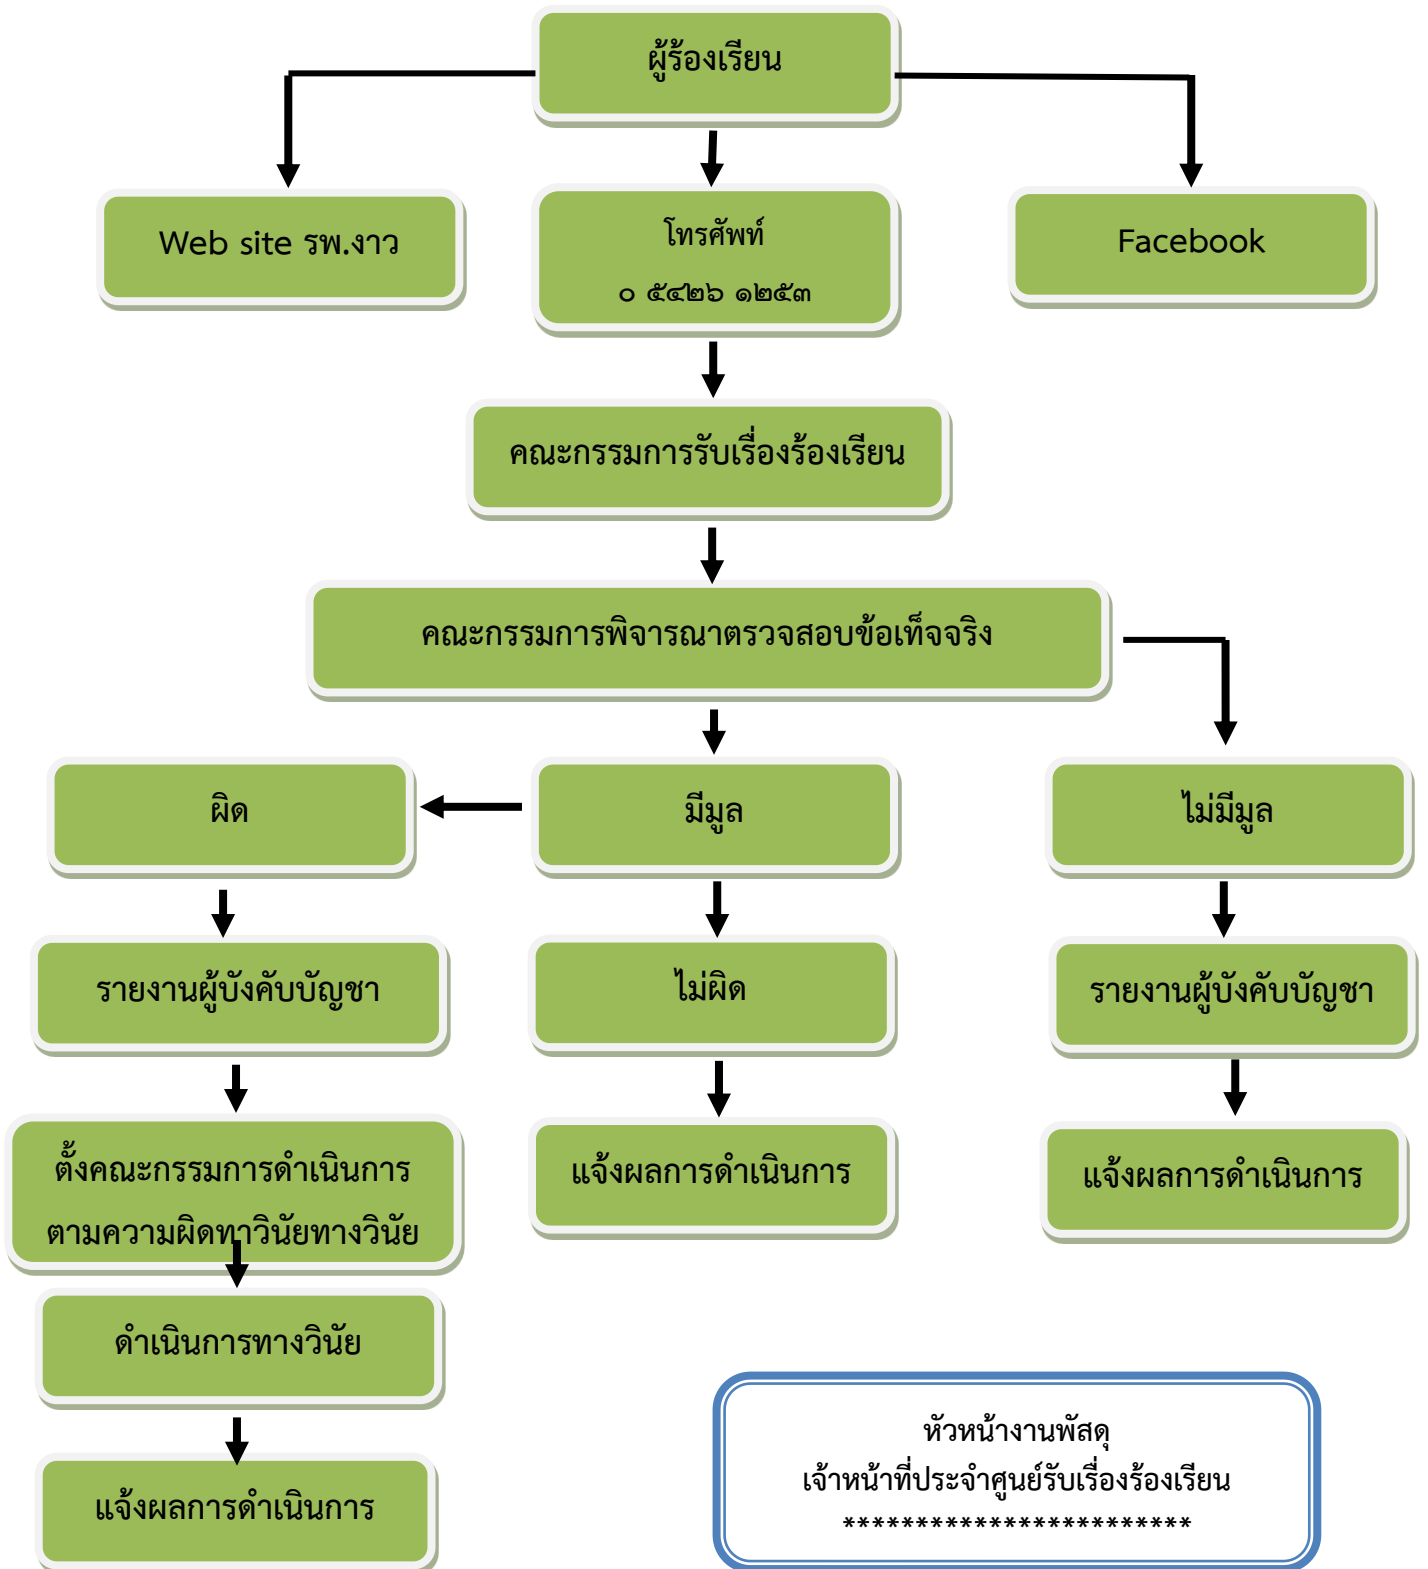 ผู้ร้องเรียน
Web site รพ.งาว
โทรศัพท์
๐ ๕๔๒๖ ๑๒๕๓
Facebook
คณะกรรมการรับเรื่องร้องเรียน
คณะกรรมการพิจารณาตรวจสอบข้อเท็จจริง
ผิด
มีมูล
ไม่มีมูล
รายงานผู้บังคับบัญชา
ไม่ผิด
รายงานผู้บังคับบัญชา
ตั้งคณะกรรมการดำเนินการ
ตามความผิดทาวินัยทางวินัย
แจ้งผลการดำเนินการ
แจ้งผลการดำเนินการ
ดำเนินการทางวินัย
แจ้งผลการดำเนินการ
หัวหน้างานพัสดุ
เจ้าหน้าที่ประจำศูนย์รับเรื่องร้องเรียน
************************